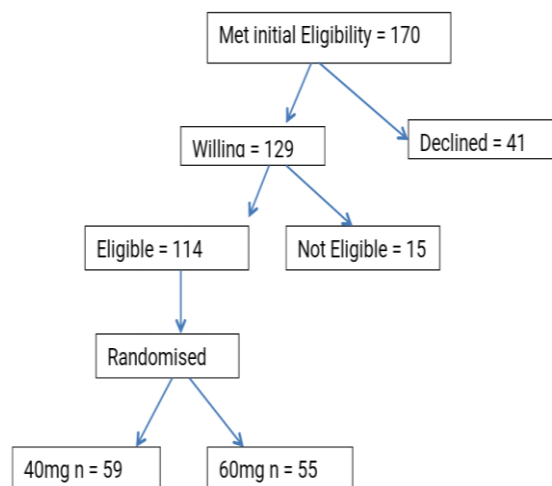 Met initial Eligibility = 170
Willing = 129
Declined = 41
Eligible = 114
Not Eligible = 15
Randomised
40mg n = 59
60mg n = 55